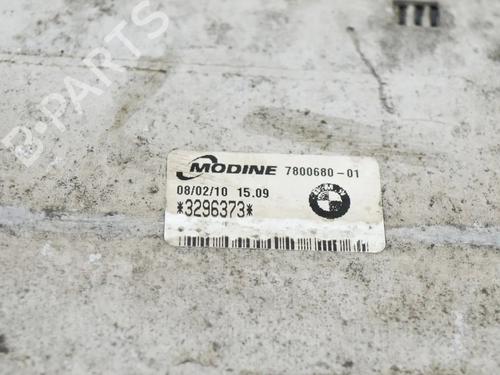 B-PARTS
MODINE 7800680-01
08/02/10 15.09
*3296373*
BMW